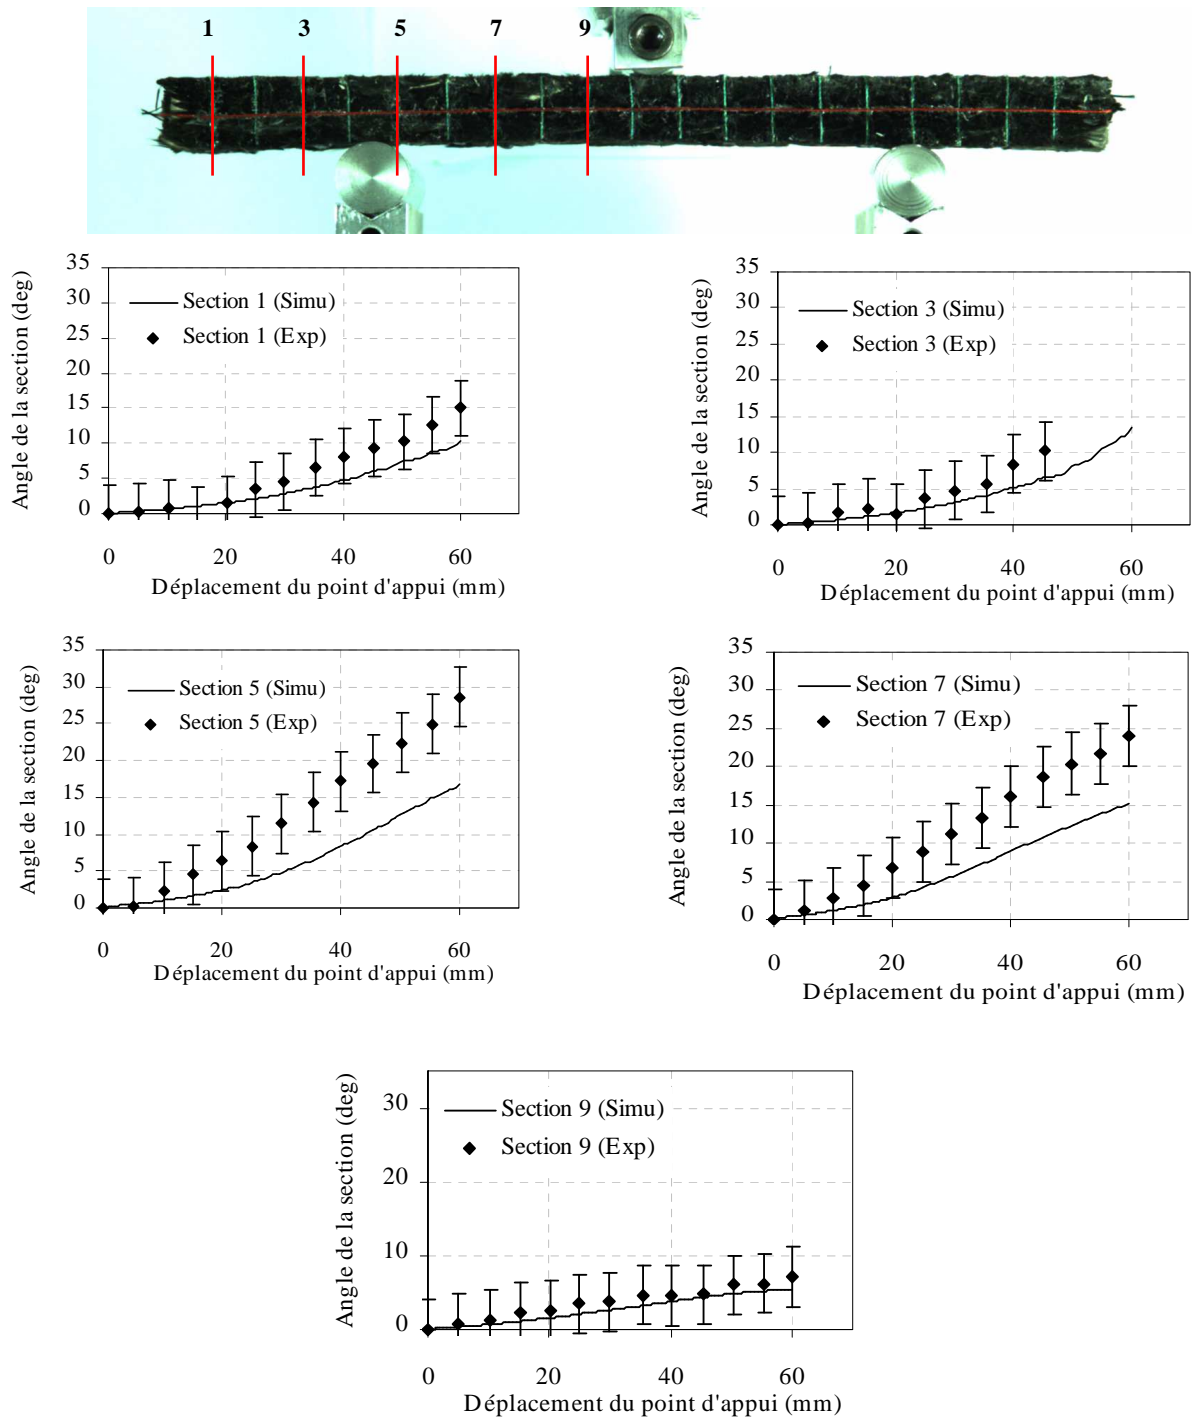 1 3 5 7 9
35
30
25
20
15
10
5
0
Angle de la section (deg)
Section 1 (Simu)
Section 1 (Exp)
0 20 40 60
Déplacement du point d'appui (mm)
35
30
25
20
15
10
5
0
Angle de la section (deg)
Section 3 (Simu)
Section 3 (Exp)
0 20 40 60
Déplacement du point d'appui (mm)
35
30
25
20
15
10
5
0
Angle de la section (deg)
Section 5 (Simu)
Section 5 (Exp)
0 20 40 60
Déplacement du point d'appui (mm)
35
30
25
20
15
10
5
0
Angle de la section (deg)
Section 7 (Simu)
Section 7 (Exp)
0 20 40 60
Déplacement du point d'appui (mm)
30
20
10
0
Angle de la section (deg)
Section 9 (Simu)
Section 9 (Exp)
0 20 40 60
Déplacement du point d'appui (mm)